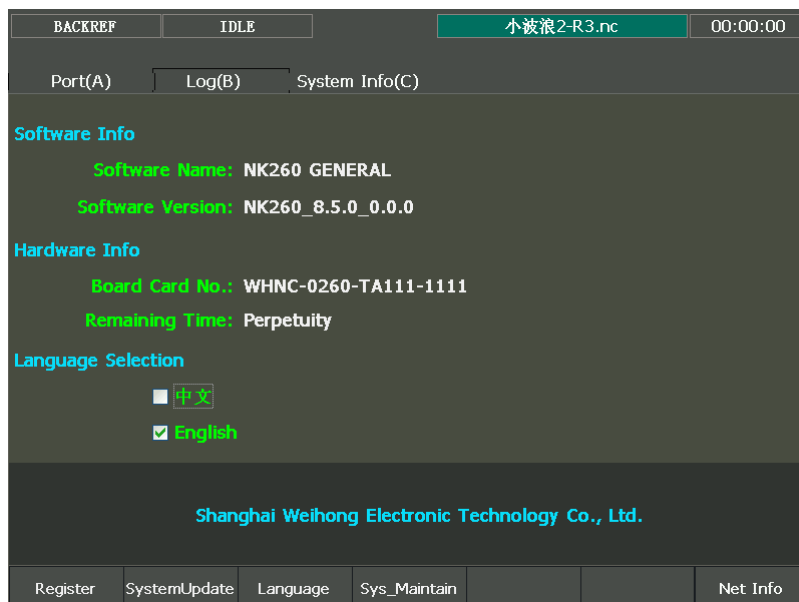 BACKREF IDLE 小波浪2-R3.nc 00:00:00
Port(A) Log(B) System Info(C)
Software Info
Software Name: NK260 GENERAL
Software Version: NK260_8.5.0_0.0.0
Hardware Info
Board Card No.: WHNC-0260-TA111-1111
Remaining Time: Perpetuity
Language Selection
中文
English
Shanghai Weihong Electronic Technology Co., Ltd.
Register SystemUpdate Language Sys_Maintain Net Info